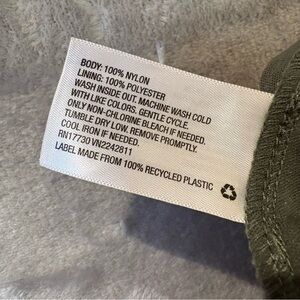 BODY: 100% NYLON
LINING: 100% POLYESTER
WASH INSIDE OUT. MACHINE WASH COLD
WITH LIKE COLORS. GENTLE CYCLE.
ONLY NON-CHLORINE BLEACH IF NEEDED.
TUMBLE DRY LOW. REMOVE PROMPTLY.
COOL IRON IF NEEDED.
RN17730 VN2242811
LABEL MADE FROM 100% RECYCLED PLASTIC